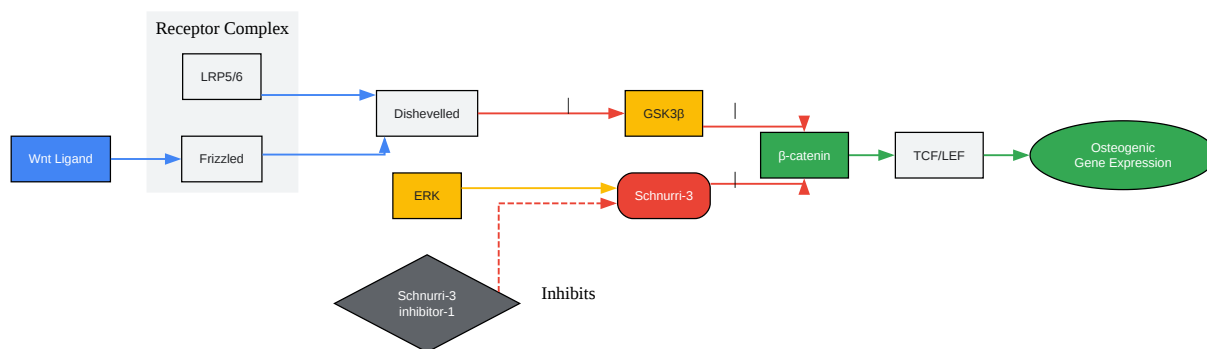 Receptor Complex
LRP5/6
Wnt Ligand
Frizzled
Dishevelled
|
GSK3β
|
ERK
Schnurri-3
|
β-catenin
TCF/LEF
Osteogenic
Gene Expression
Schnurri-3
inhibitor-1
Inhibits